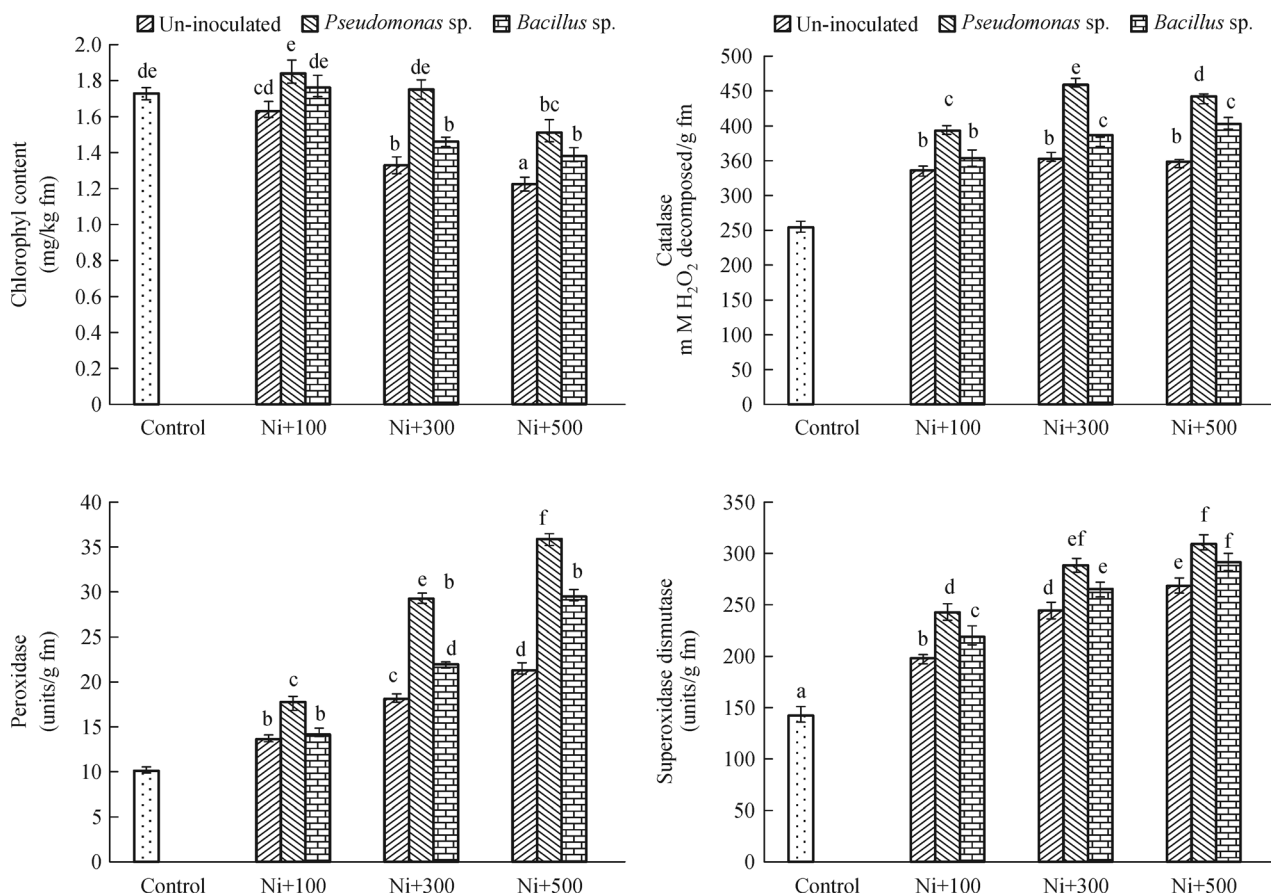 Un-inoculated Pseudomonas sp. Bacillus sp.
Chlorophyl content
(mg/kg fm)
2.0
1.8
1.6
1.4
1.2
1.0
0.8
0.6
0.4
0.2
0
de
cd
e
de
b
de
b
a
bc
b
Control Ni+100 Ni+300 Ni+500
Un-inoculated Pseudomonas sp. Bacillus sp.
Catalase
m M H₂O₂ decomposed/g fm
500
450
400
350
300
250
200
150
100
50
0
b
c
b
b
e
c
b
d
c
Control Ni+100 Ni+300 Ni+500
Peroxidase
(units/g fm)
40
35
30
25
20
15
10
5
0
b
c
b
c
e
b
d
d
f
b
Control Ni+100 Ni+300 Ni+500
Superoxidase dismutase
(units/g fm)
350
300
250
200
150
100
50
0
a
b
d
c
d
ef
e
e
f
f
Control Ni+100 Ni+300 Ni+500